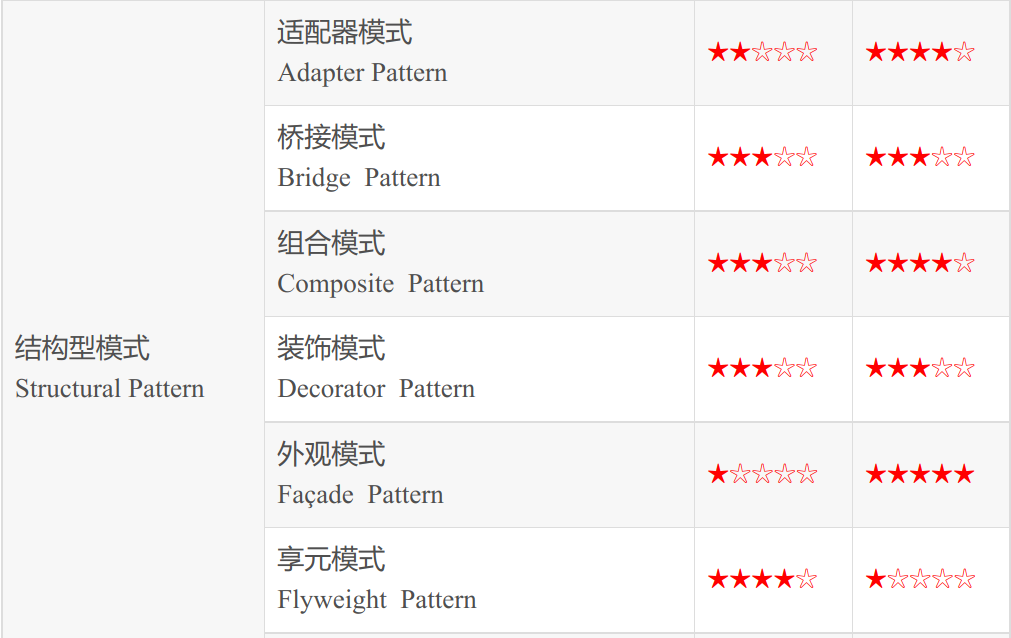 适配器模式
Adapter Pattern
★★☆☆☆
★★★★☆
桥接模式
Bridge Pattern
★★★☆☆
★★★☆☆
组合模式
Composite Pattern
★★★☆☆
★★★★☆
结构型模式
Structural Pattern
装饰模式
Decorator Pattern
★★★☆☆
★★★☆☆
外观模式
Façade Pattern
★☆☆☆☆
★★★★★
享元模式
Flyweight Pattern
★★★★☆
★☆☆☆☆